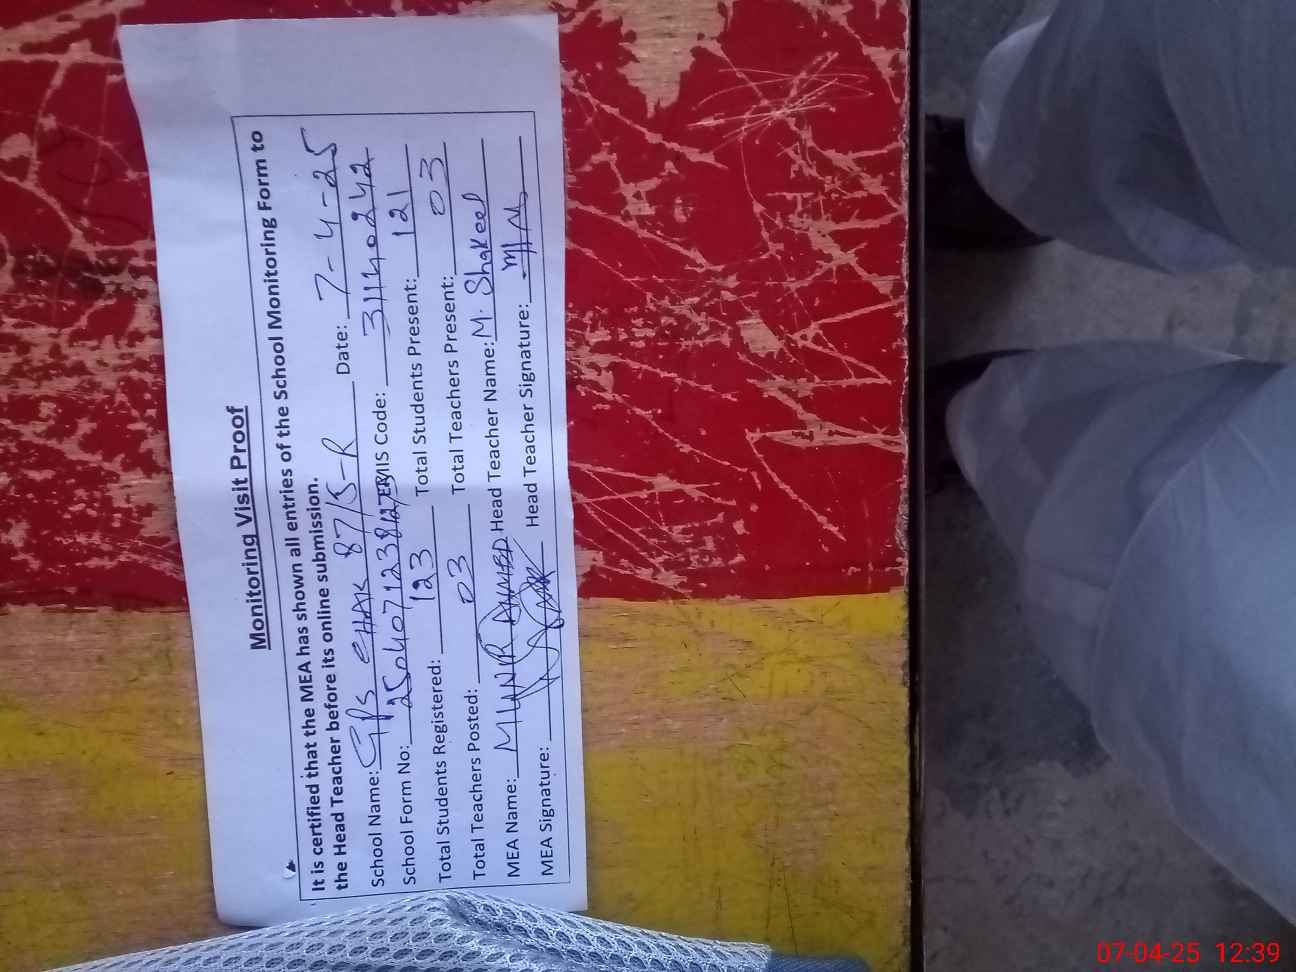 Monitoring Visit Proof
It is certified that the MEA has shown all entries of the School Monitoring Form to
the Head Teacher before its online submission.
School Name: GPS CHAK 87/5-R Date: 7-4-25
School Form No: EMIS Code: 31140242
Total Students Registered: 123 Total Students Present: 121
Total Teachers Posted: 03 Total Teachers Present: 03
MEA Name: MUNIR AHMED Head Teacher Name: M. Shakeel
MEA Signature: Head Teacher Signature:
07-04-25 12:39